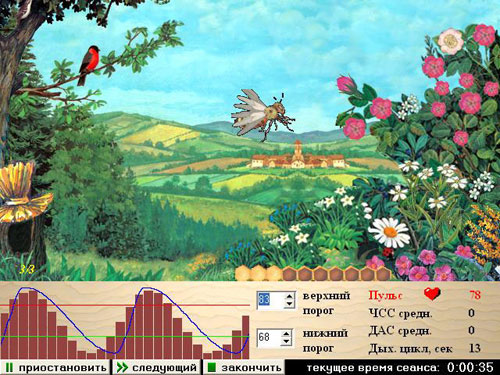 3/3
83 верхний порог
68 нижний порог
Пульс 78
ЧСС средн. 0
ДАС средн. 0
Дых. цикл, сек 13
приостановить следующий закончить текущее время сеанса: 0:00:35